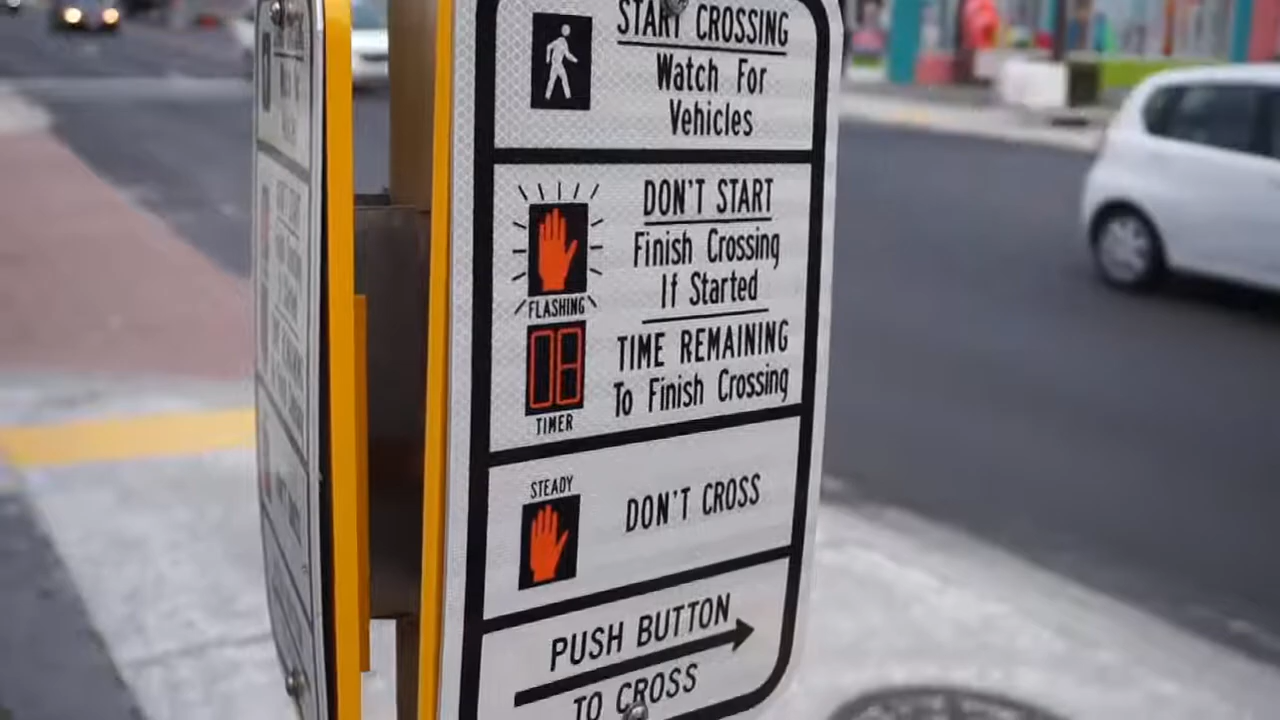 START CROSSING
Watch For
Vehicles
DON'T START
Finish Crossing
If Started
FLASHING
TIME REMAINING
To Finish Crossing
TIMER
STEADY
DON'T CROSS
PUSH BUTTON
TO CROSS